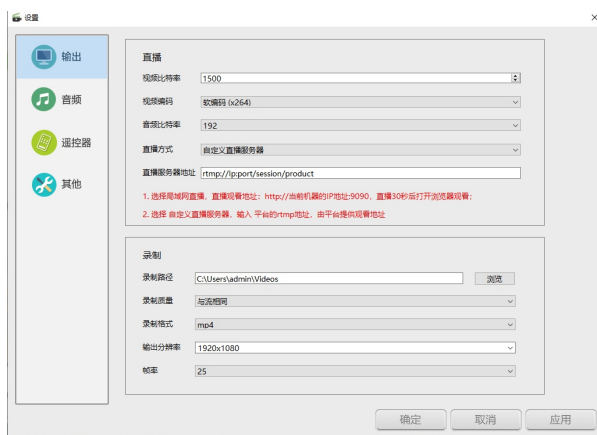 设置
输出
音频
遥控器
其他
直播
视频比特率 1500
视频编码 软编码 (x264)
音频比特率 192
直播方式 自定义直播服务器
直播服务器地址 rtmp://ip:port/session/product
1. 选择局域网直播，直播观看地址：http://当前机器的IP地址:9090，直播30秒后打开浏览器观看；
2. 选择 自定义直播服务器，输入 平台的rtmp地址，由平台提供观看地址
录制
录制路径 C:\Users\admin\Videos 浏览
录制质量 与流相同
录制格式 mp4
输出分辨率 1920x1080
帧率 25
确定 取消 应用